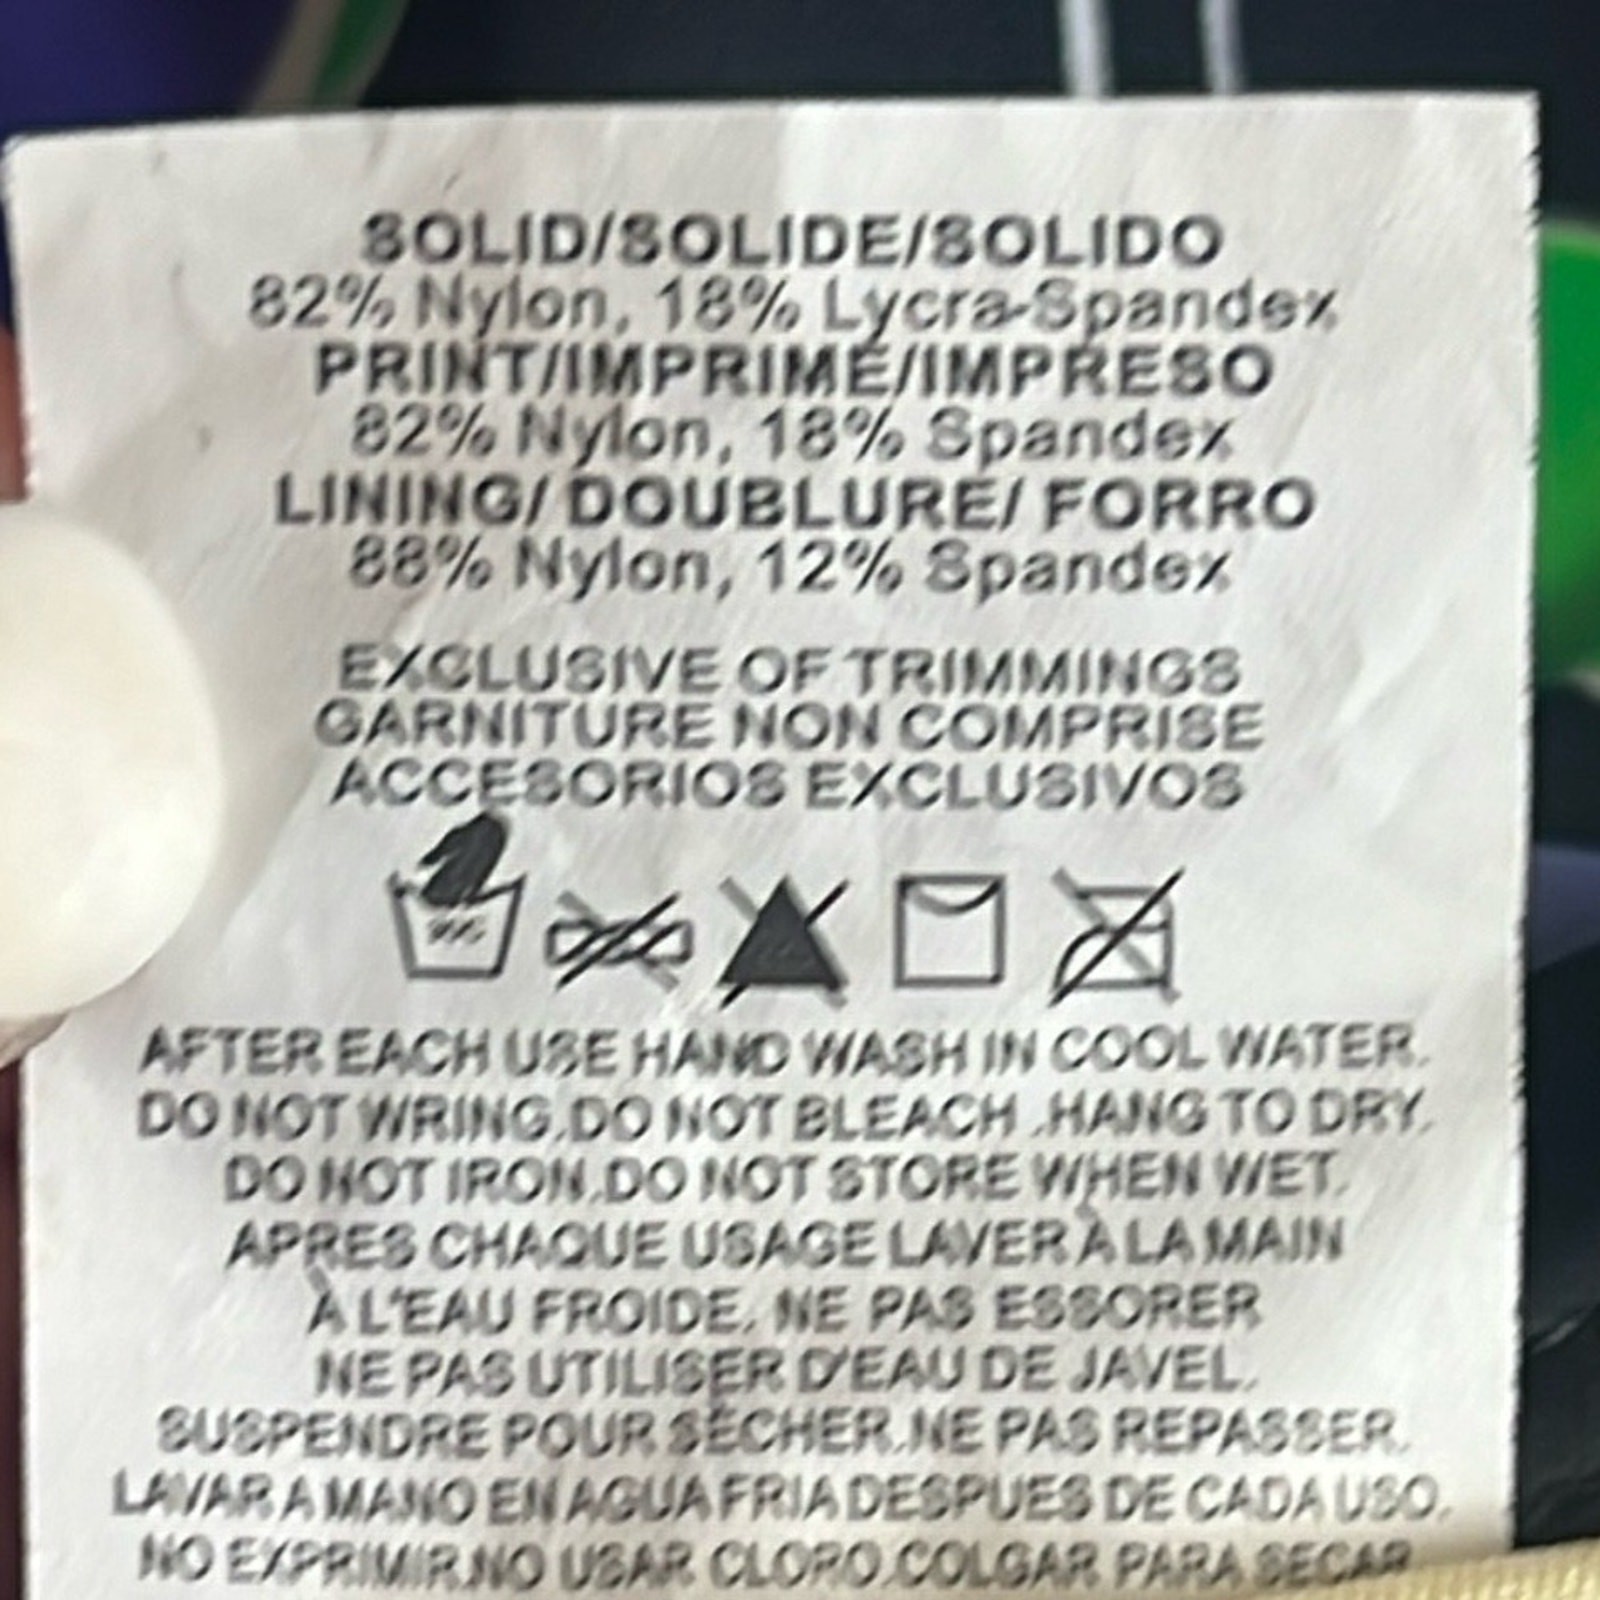 SOLID/SOLIDE/SOLIDO
82% Nylon, 18% Lycra-Spandex
PRINT/IMPRIMÉ/IMPRESO
82% Nylon, 18% Spandex
LINING/ DOUBLURE/ FORRO
88% Nylon, 12% Spandex
EXCLUSIVE OF TRIMMINGS
GARNITURE NON COMPRISE
ACCESORIOS EXCLUSIVOS
AFTER EACH USE HAND WASH IN COOL WATER.
DO NOT WRING.DO NOT BLEACH .HANG TO DRY.
DO NOT IRON.DO NOT STORE WHEN WET.
APRES CHAQUE USAGE LAVER À LA MAIN
À L'EAU FROIDE. NE PAS ESSORER
NE PAS UTILISER D'EAU DE JAVEL.
SUSPENDRE POUR SÉCHER.NE PAS REPASSER.
LAVAR A MANO EN AGUA FRIA DESPUES DE CADA USO.
NO EXPRIMIR.NO USAR CLORO.COLGAR PARA SECAR